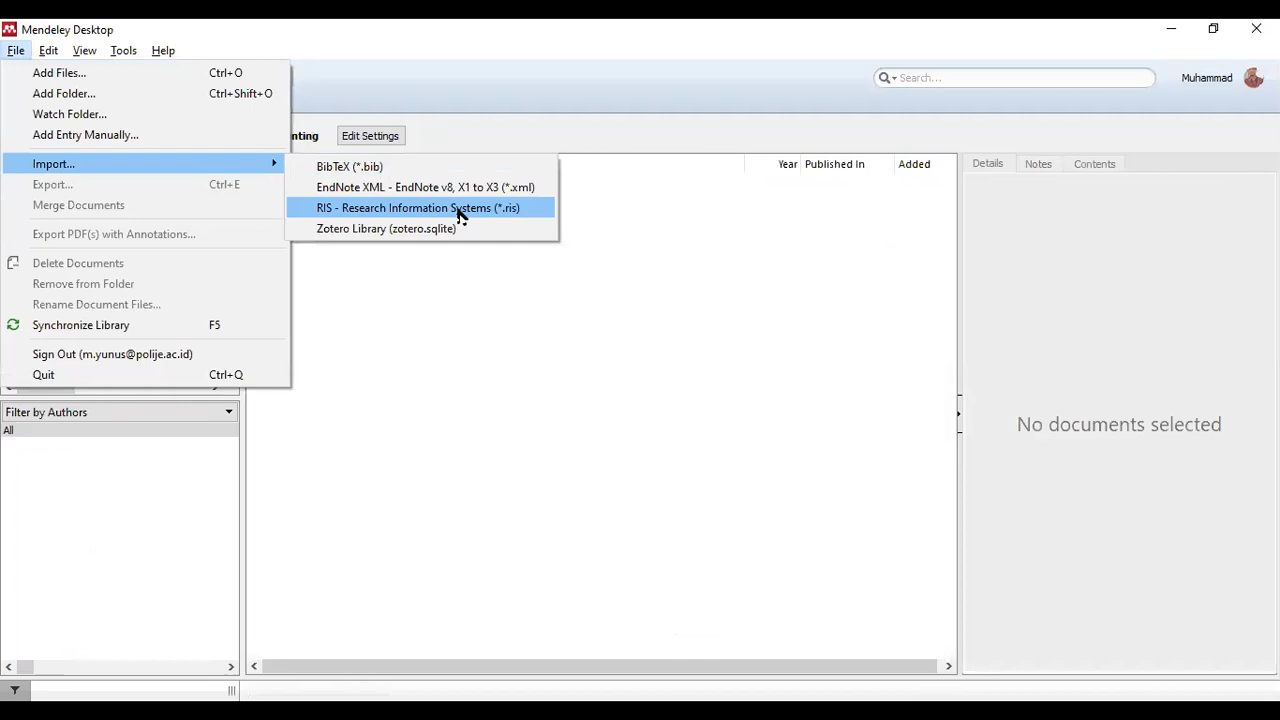 Mendeley Desktop
File Edit View Tools Help
Search...
Muhammad
Add Files... Ctrl+O
Add Folder... Ctrl+Shift+O
Watch Folder...
Add Entry Manually...
Import...
Export... Ctrl+E
Merge Documents
Export PDF(s) with Annotations...
Delete Documents
Remove from Folder
Rename Document Files...
Synchronize Library F5
Sign Out (m.yunus@polije.ac.id)
Quit Ctrl+Q
BibTeX (*.bib)
EndNote XML - EndNote v8, X1 to X3 (*.xml)
RIS - Research Information Systems (*.ris)
Zotero Library (zotero.sqlite)
nting Edit Settings
Year Published In Added
Details Notes Contents
No documents selected
Filter by Authors
All